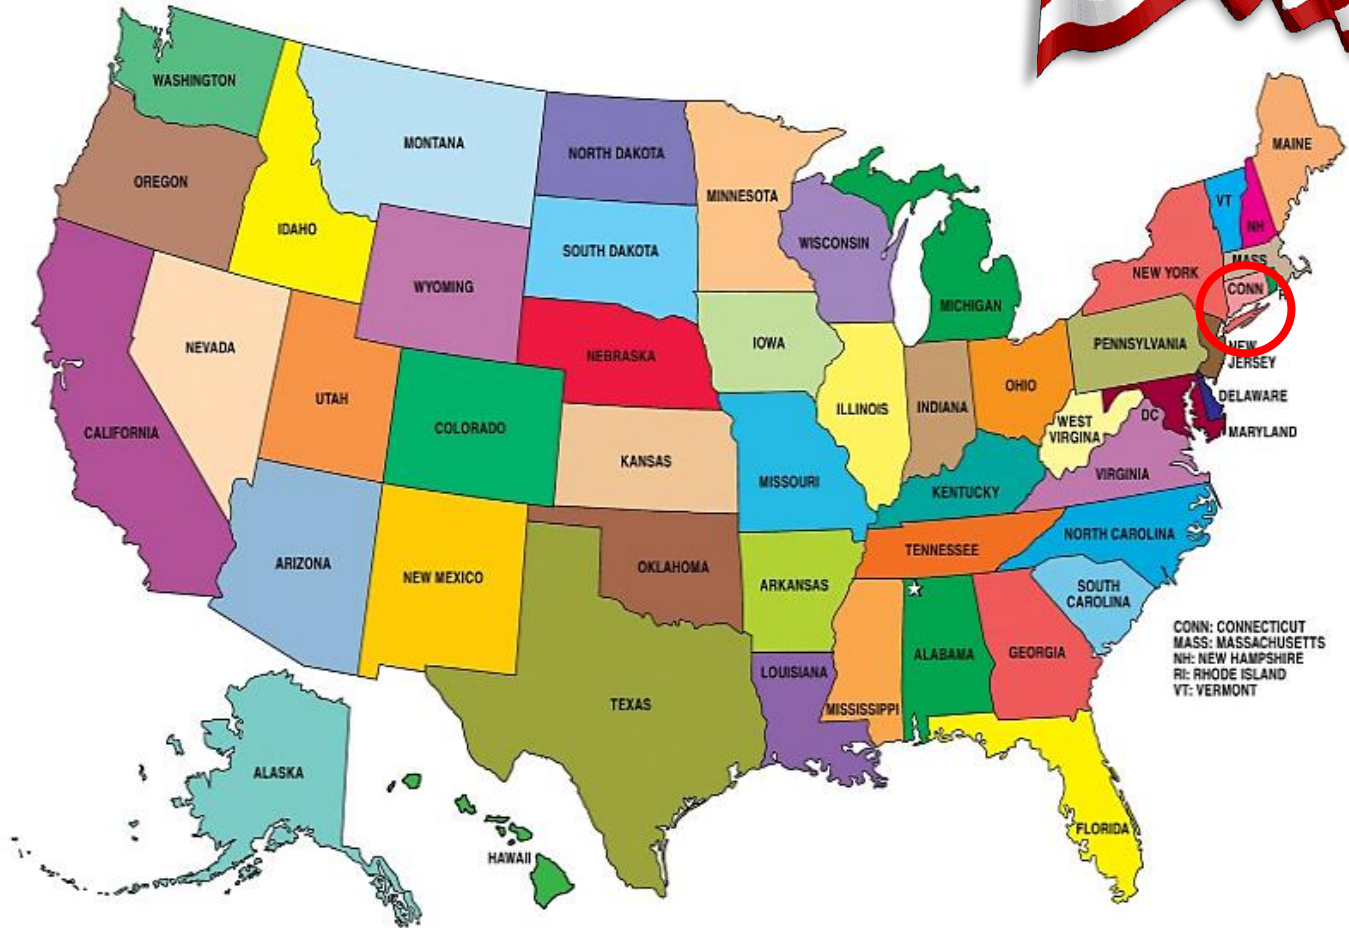 WASHINGTON
OREGON
IDAHO
MONTANA
NORTH DAKOTA
MINNESOTA
SOUTH DAKOTA
WYOMING
WISCONSIN
MICHIGAN
MAINE
VT
NH
MASS
NEW YORK
CONN
R
NEVADA
UTAH
CALIFORNIA
COLORADO
NEBRASKA
IOWA
ILLINOIS
INDIANA
OHIO
PENNSYLVANIA
NEW
JERSEY
DELAWARE
MARYLAND
DC
WEST
VIRGINA
VIRGINIA
KANSAS
MISSOURI
KENTUCKY
ARIZONA
NEW MEXICO
OKLAHOMA
ARKANSAS
TENNESSEE
NORTH CAROLINA
SOUTH
CAROLINA
TEXAS
LOUISIANA
MISSISSIPPI
ALABAMA
GEORGIA
FLORIDA
ALASKA
HAWAII
CONN: CONNECTICUT
MASS: MASSACHUSETTS
NH: NEW HAMPSHIRE
RI: RHODE ISLAND
VT: VERMONT